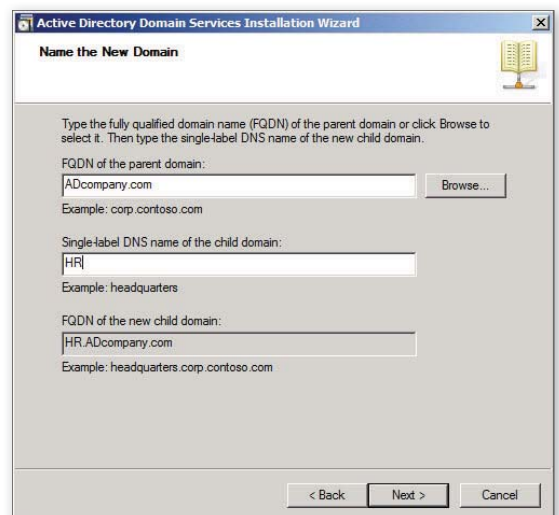 Active Directory Domain Services Installation Wizard
Name the New Domain
Type the fully qualified domain name (FQDN) of the parent domain or click Browse to
select it. Then type the single-label DNS name of the new child domain.
FQDN of the parent domain:
ADcompany.com
Browse...
Example: corp.contoso.com
Single-label DNS name of the child domain:
HR
Example: headquarters
FQDN of the new child domain:
HR.ADcompany.com
Example: headquarters.corp.contoso.com
< Back
Next >
Cancel